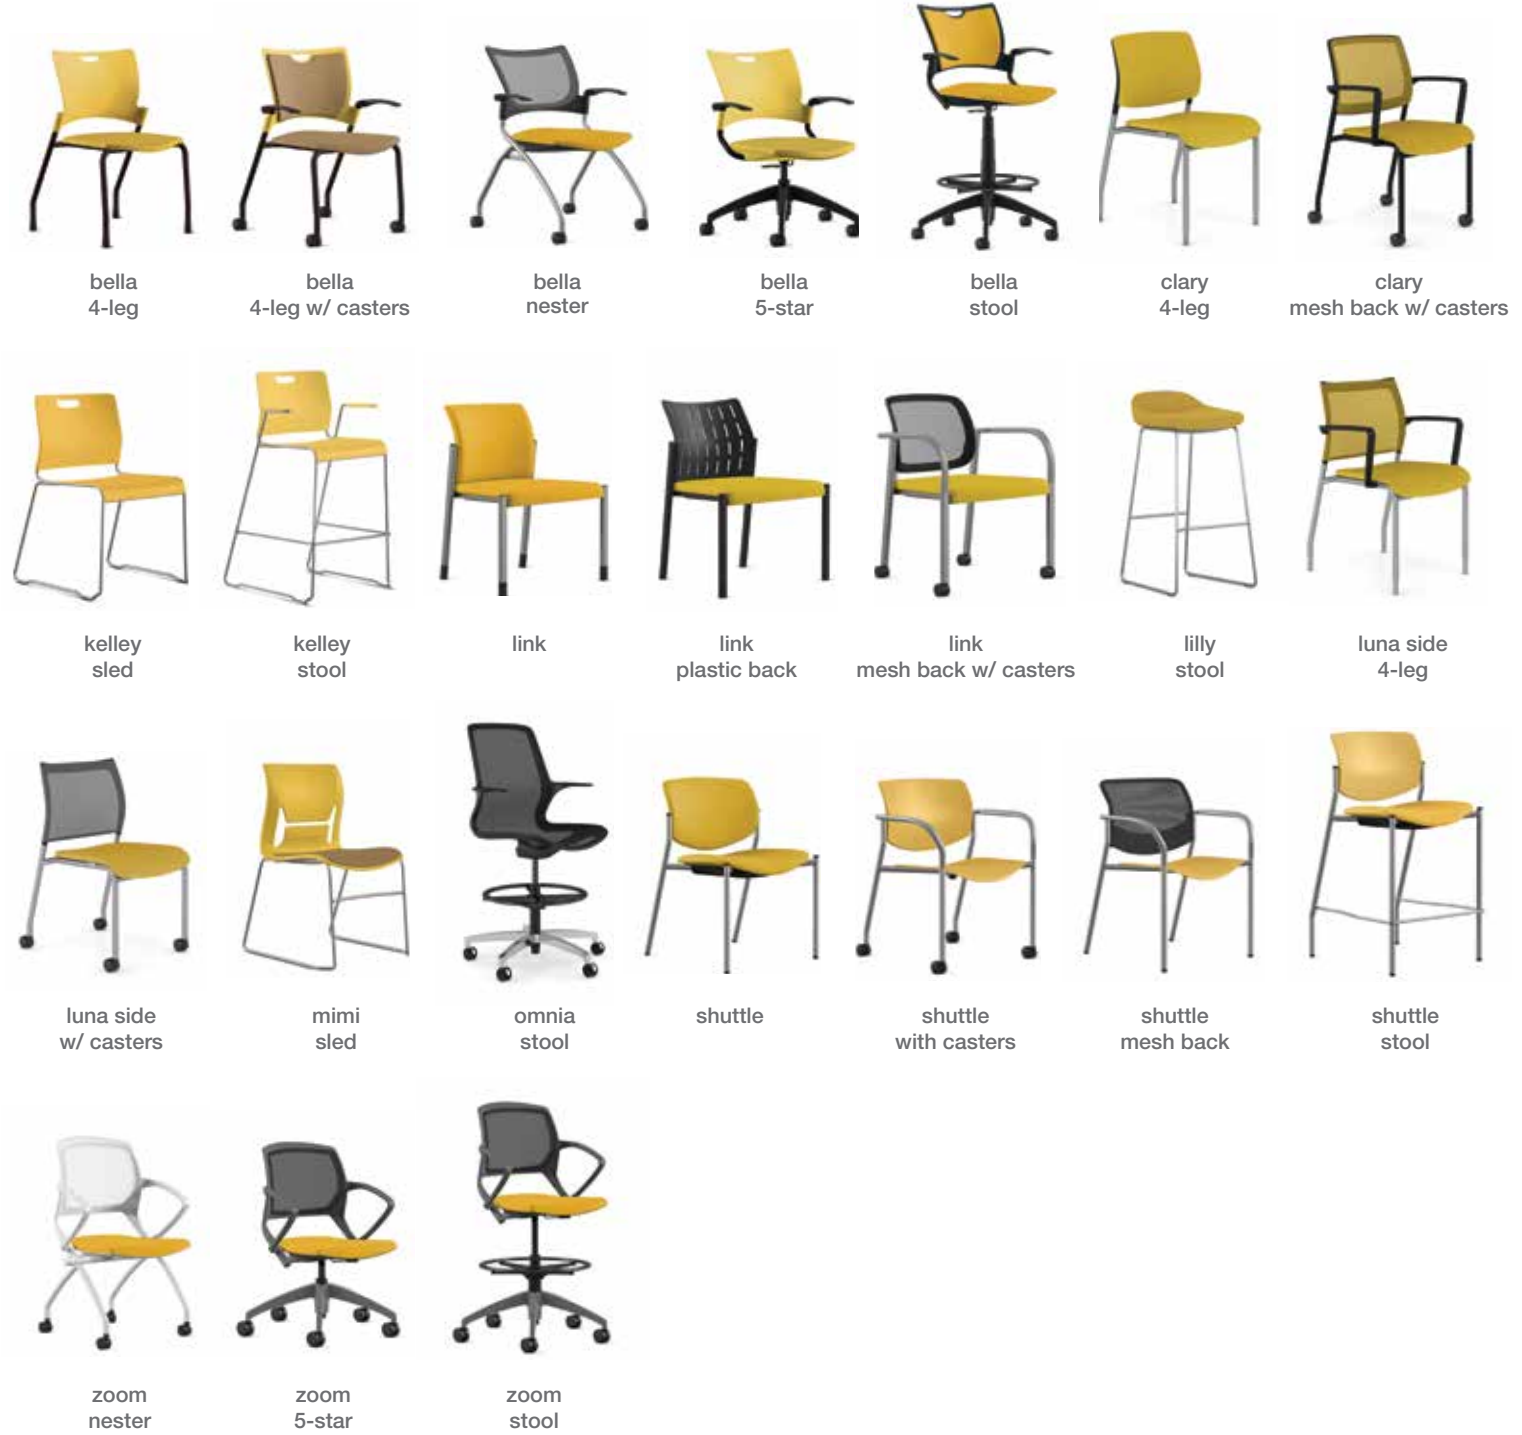 bella
4-leg
bella
4-leg w/ casters
bella
nester
bella
5-star
bella
stool
clary
4-leg
clary
mesh back w/ casters
kelley
sled
kelley
stool
link
link
plastic back
link
mesh back w/ casters
lilly
stool
luna side
4-leg
luna side
w/ casters
mimi
sled
omnia
stool
shuttle
shuttle
with casters
shuttle
mesh back
shuttle
stool
zoom
nester
zoom
5-star
zoom
stool